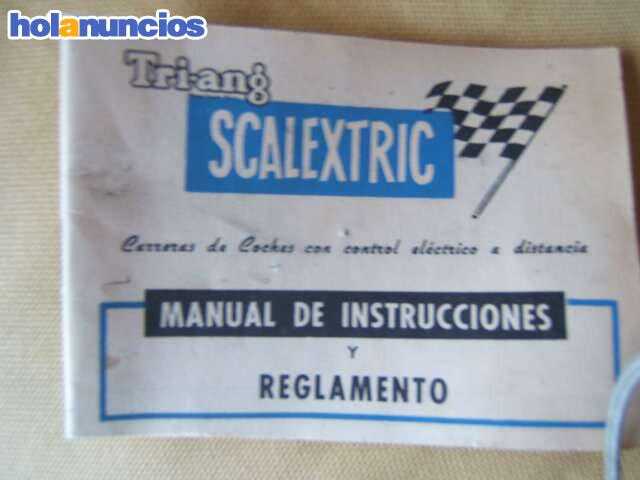 holanuncios
Tri-ang
SCALEXTRIC
Carreras de Coches con control eléctrico a distancia
MANUAL DE INSTRUCCIONES
Y
REGLAMENTO